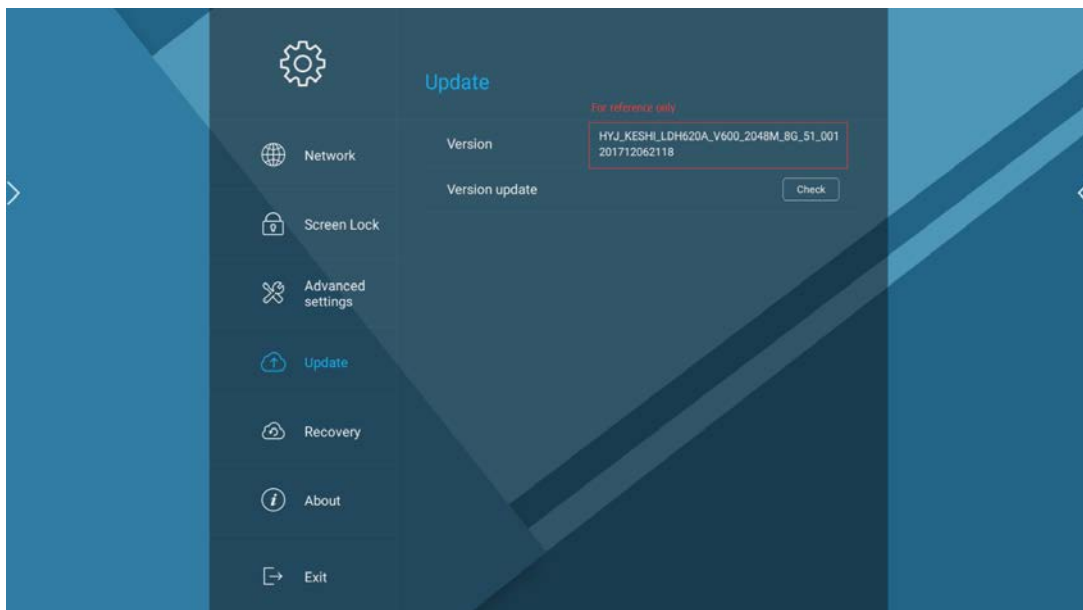 Update
For reference only
Version
HYJ_KESHI_LDH620A_V600_2048M_8G_51_001
201712062118
Version update
Check
Network
Screen Lock
Advanced
settings
Update
Recovery
About
Exit